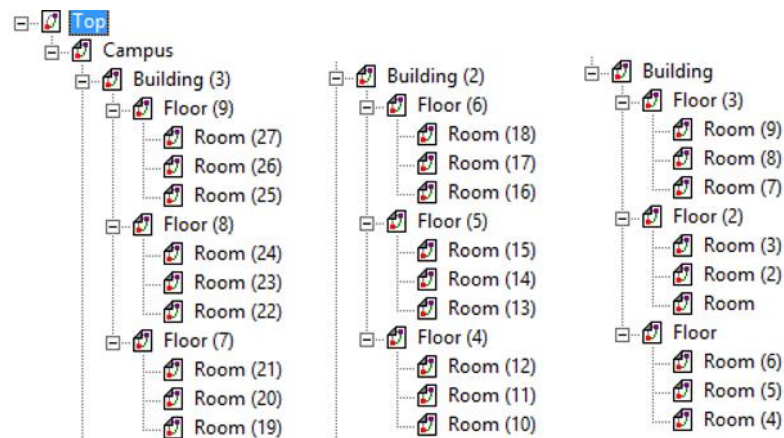 Top
Campus
Building (3)
Floor (9)
Room (27)
Room (26)
Room (25)
Floor (8)
Room (24)
Room (23)
Room (22)
Floor (7)
Room (21)
Room (20)
Room (19)
Building (2)
Floor (6)
Room (18)
Room (17)
Room (16)
Floor (5)
Room (15)
Room (14)
Room (13)
Floor (4)
Room (12)
Room (11)
Room (10)
Building
Floor (3)
Room (9)
Room (8)
Room (7)
Floor (2)
Room (3)
Room (2)
Room
Floor
Room (6)
Room (5)
Room (4)